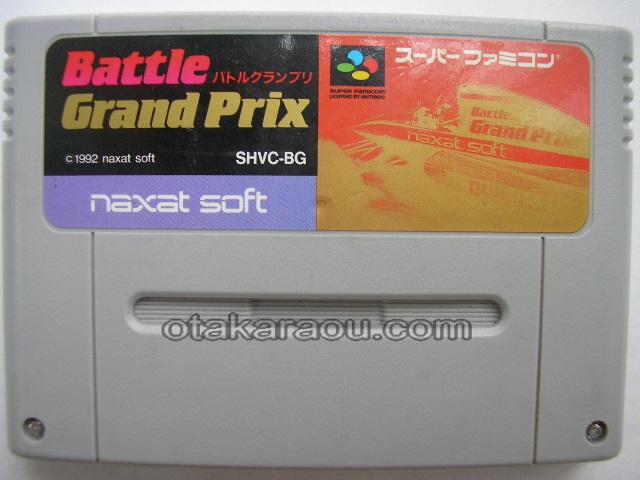 Battle
バトルグランプリ
Grand Prix
©1992 naxat soft
SHVC-BG
naxat soft
スーパーファミコン®
SUPER FAMICOM
LICENSED BY NINTENDO
Battle
Grand Prix
naxat soft
otakaraou.com